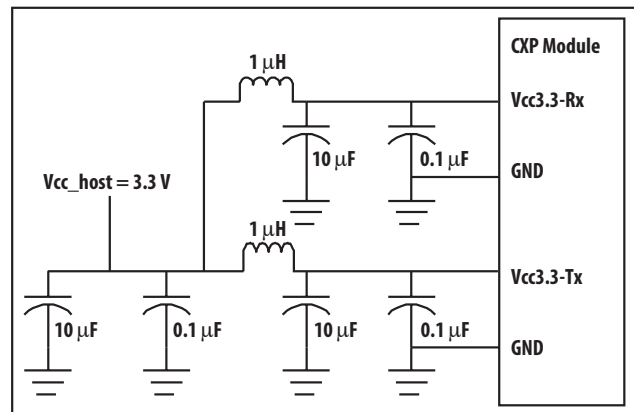 CXP Module
1 μH
Vcc3.3-Rx
10 μF
0.1 μF
GND
Vcc_host = 3.3 V
1 μH
Vcc3.3-Tx
10 μF
0.1 μF
10 μF
0.1 μF
GND